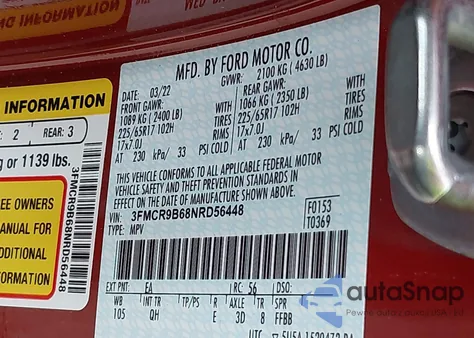 ING INFORMATION
INFORMATION
2 REAR: 3
g or 1139 lbs.
EE OWNERS
ANUAL FOR
DDITIONAL
FORMATION
3FMCR9B68NRD56448
MFD. BY FORD MOTOR CO.
DATE: 03/22 GVWR: 2100 KG ( 4630 LB)
FRONT GAWR: REAR GAWR:
1089 KG ( 2400 LB) WITH 1066 KG ( 2350 LB) WITH
225/65R17 102H TIRES 225/65R17 102H TIRES
17x7.0J RIMS 17x7.0J RIMS
AT 230 kPa/ 33 PSI COLD AT 230 kPa/ 33 PSI COLD
THIS VEHICLE CONFORMS TO ALL APPLICABLE FEDERAL MOTOR
VEHICLE SAFETY AND THEFT PREVENTION STANDARDS IN
EFFECT ON THE DATE OF MANUFACTURE SHOWN ABOVE.
VIN: 3FMCR9B68NRD56448 F0153
TYPE: MPV T0369
EXT PNT: EA RC: 56 DSO:
WB INT TR TP/PS R AXLE TR SPR
105 QH E 3D 8 FFBB
UTC
autoSnap